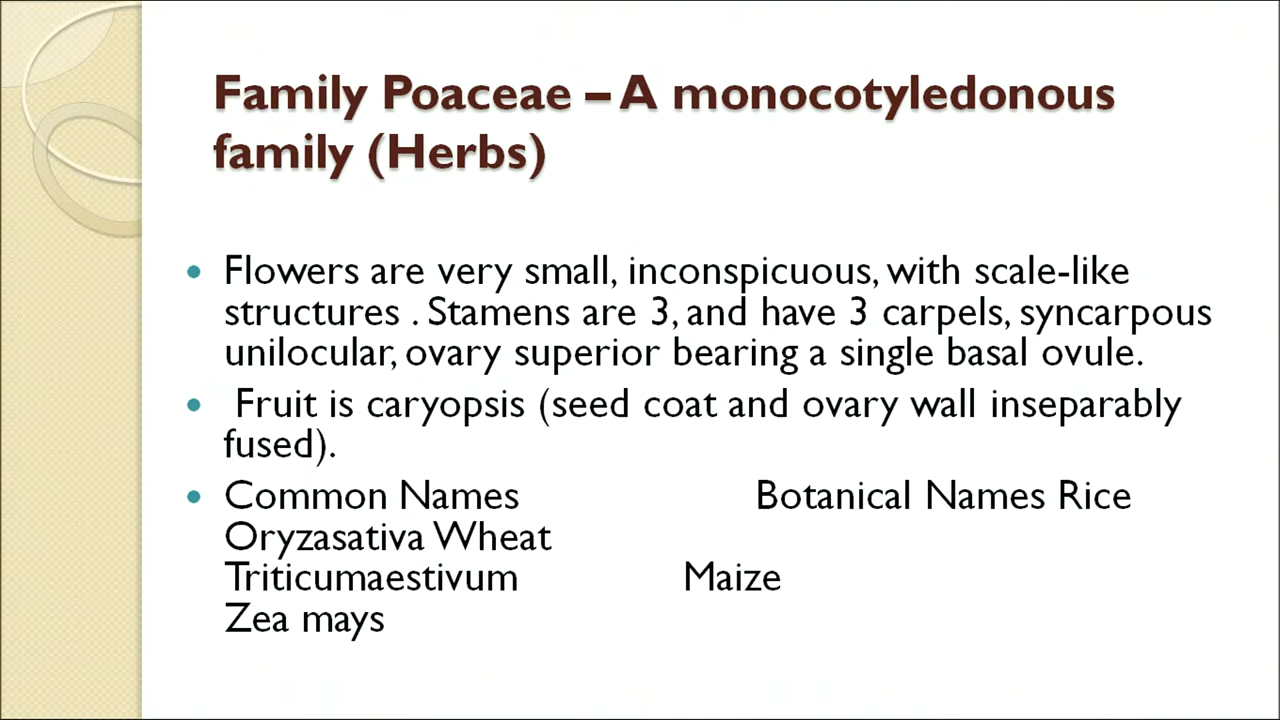 Family Poaceae – A monocotyledonous
family (Herbs)
• Flowers are very small, inconspicuous, with scale-like
structures . Stamens are 3, and have 3 carpels, syncarpous
unilocular, ovary superior bearing a single basal ovule.
• Fruit is caryopsis (seed coat and ovary wall inseparably
fused).
• Common Names Botanical Names Rice
Oryzasativa Wheat
Triticumaestivum Maize
Zea mays